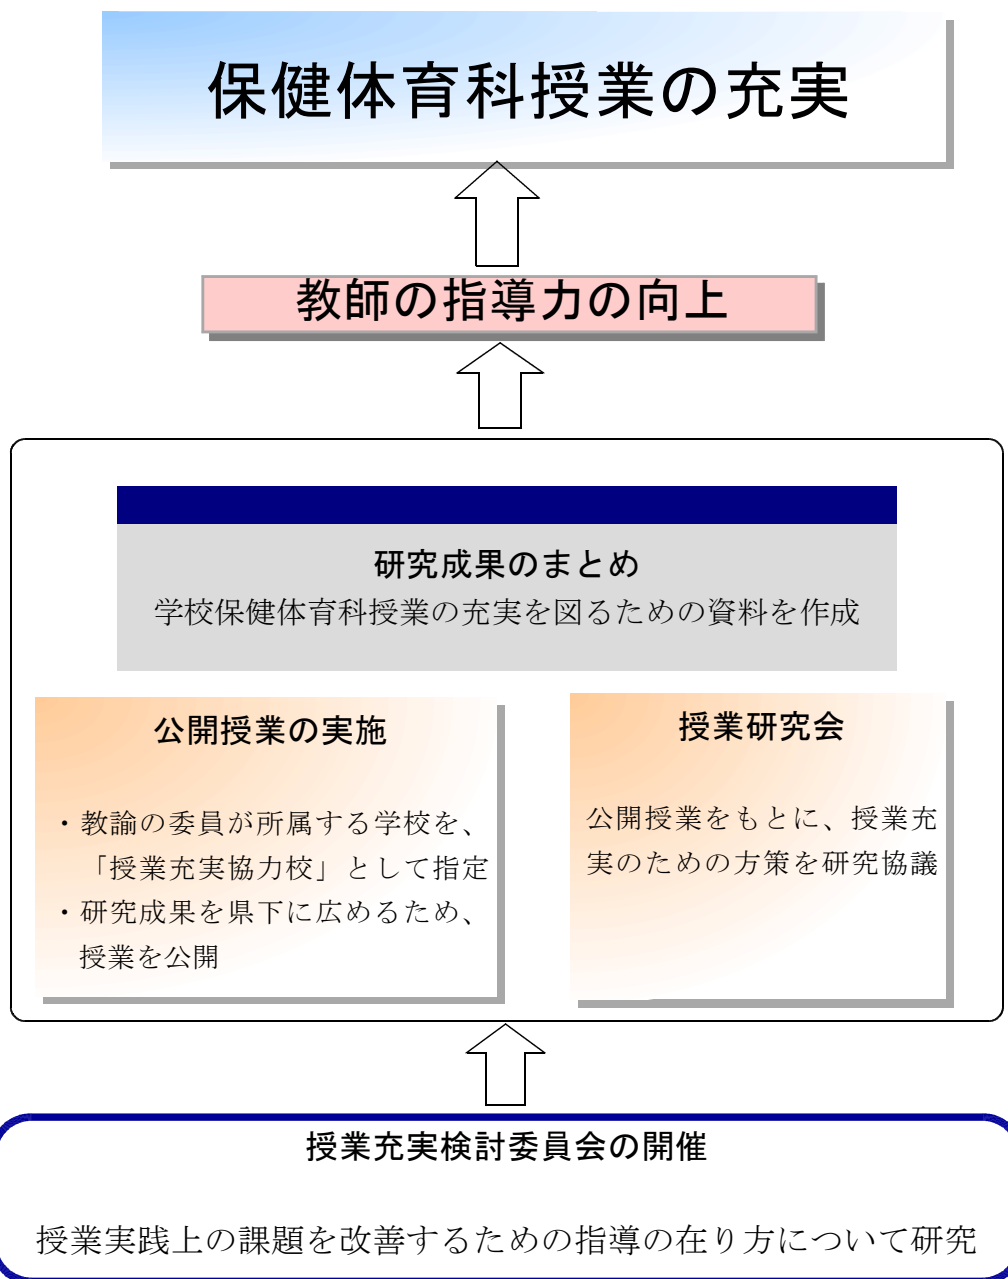 保健体育科授業の充実
教師の指導力の向上
研究成果のまとめ
学校保健体育科授業の充実を図るための資料を作成
公開授業の実施
・教諭の委員が所属する学校を、
「授業充実協力校」として指定
・研究成果を県下に広めるため、
授業を公開
授業研究会
公開授業をもとに、授業充
実のための方策を研究協議
授業充実検討委員会の開催
授業実践上の課題を改善するための指導の在り方について研究